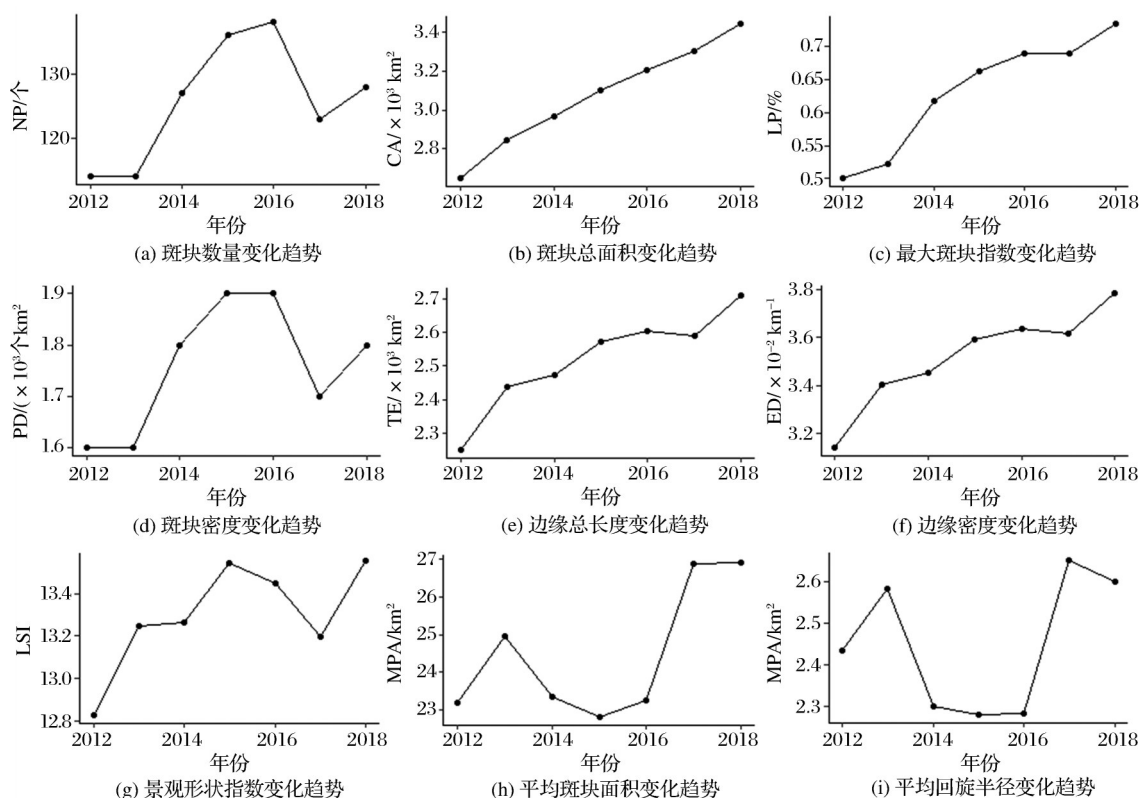 NP/个
130
120
2012 2014 2016 2018
年份
(a) 斑块数量变化趋势
CA/×10³ km²
3.4
3.2
3.0
2.8
2012 2014 2016 2018
年份
(b) 斑块总面积变化趋势
LP/%
0.7
0.65
0.6
0.55
0.5
2012 2014 2016 2018
年份
(c) 最大斑块指数变化趋势
PD/(×10³个km²
1.9
1.8
1.7
1.6
2012 2014 2016 2018
年份
(d) 斑块密度变化趋势
TE/×10³ km²
2.7
2.6
2.5
2.4
2.3
2012 2014 2016 2018
年份
(e) 边缘总长度变化趋势
ED/×10⁻² km⁻¹
3.8
3.6
3.4
3.2
2012 2014 2016 2018
年份
(f) 边缘密度变化趋势
LSI
13.4
13.2
13.0
12.8
2012 2014 2016 2018
年份
(g) 景观形状指数变化趋势
MPA/km²
27
26
25
24
23
2012 2014 2016 2018
年份
(h) 平均斑块面积变化趋势
MPA/km²
2.6
2.5
2.4
2.3
2012 2014 2016 2018
年份
(i) 平均回旋半径变化趋势